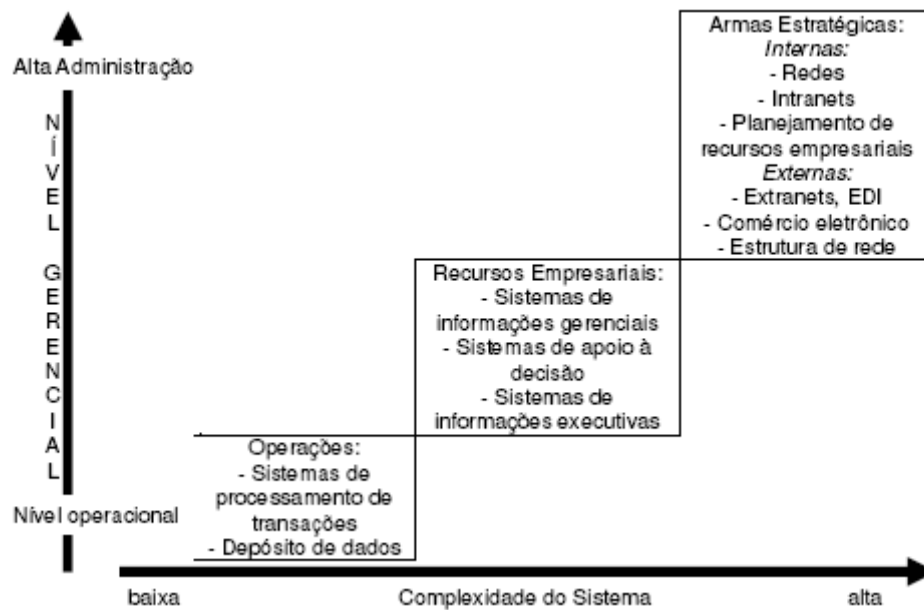 Alta Administração
NÍVEL GERENCIAL
Nível operacional
Armas Estratégicas:
Internas:
- Redes
- Intranets
- Planejamento de
recursos empresariais
Externas:
- Extranets, EDI
- Comércio eletrônico
- Estrutura de rede
Recursos Empresariais:
- Sistemas de
informações gerenciais
- Sistemas de apoio à
decisão
- Sistemas de
informações executivas
Operações:
- Sistemas de
processamento de
transações
- Depósito de dados
baixa
Complexidade do Sistema
alta